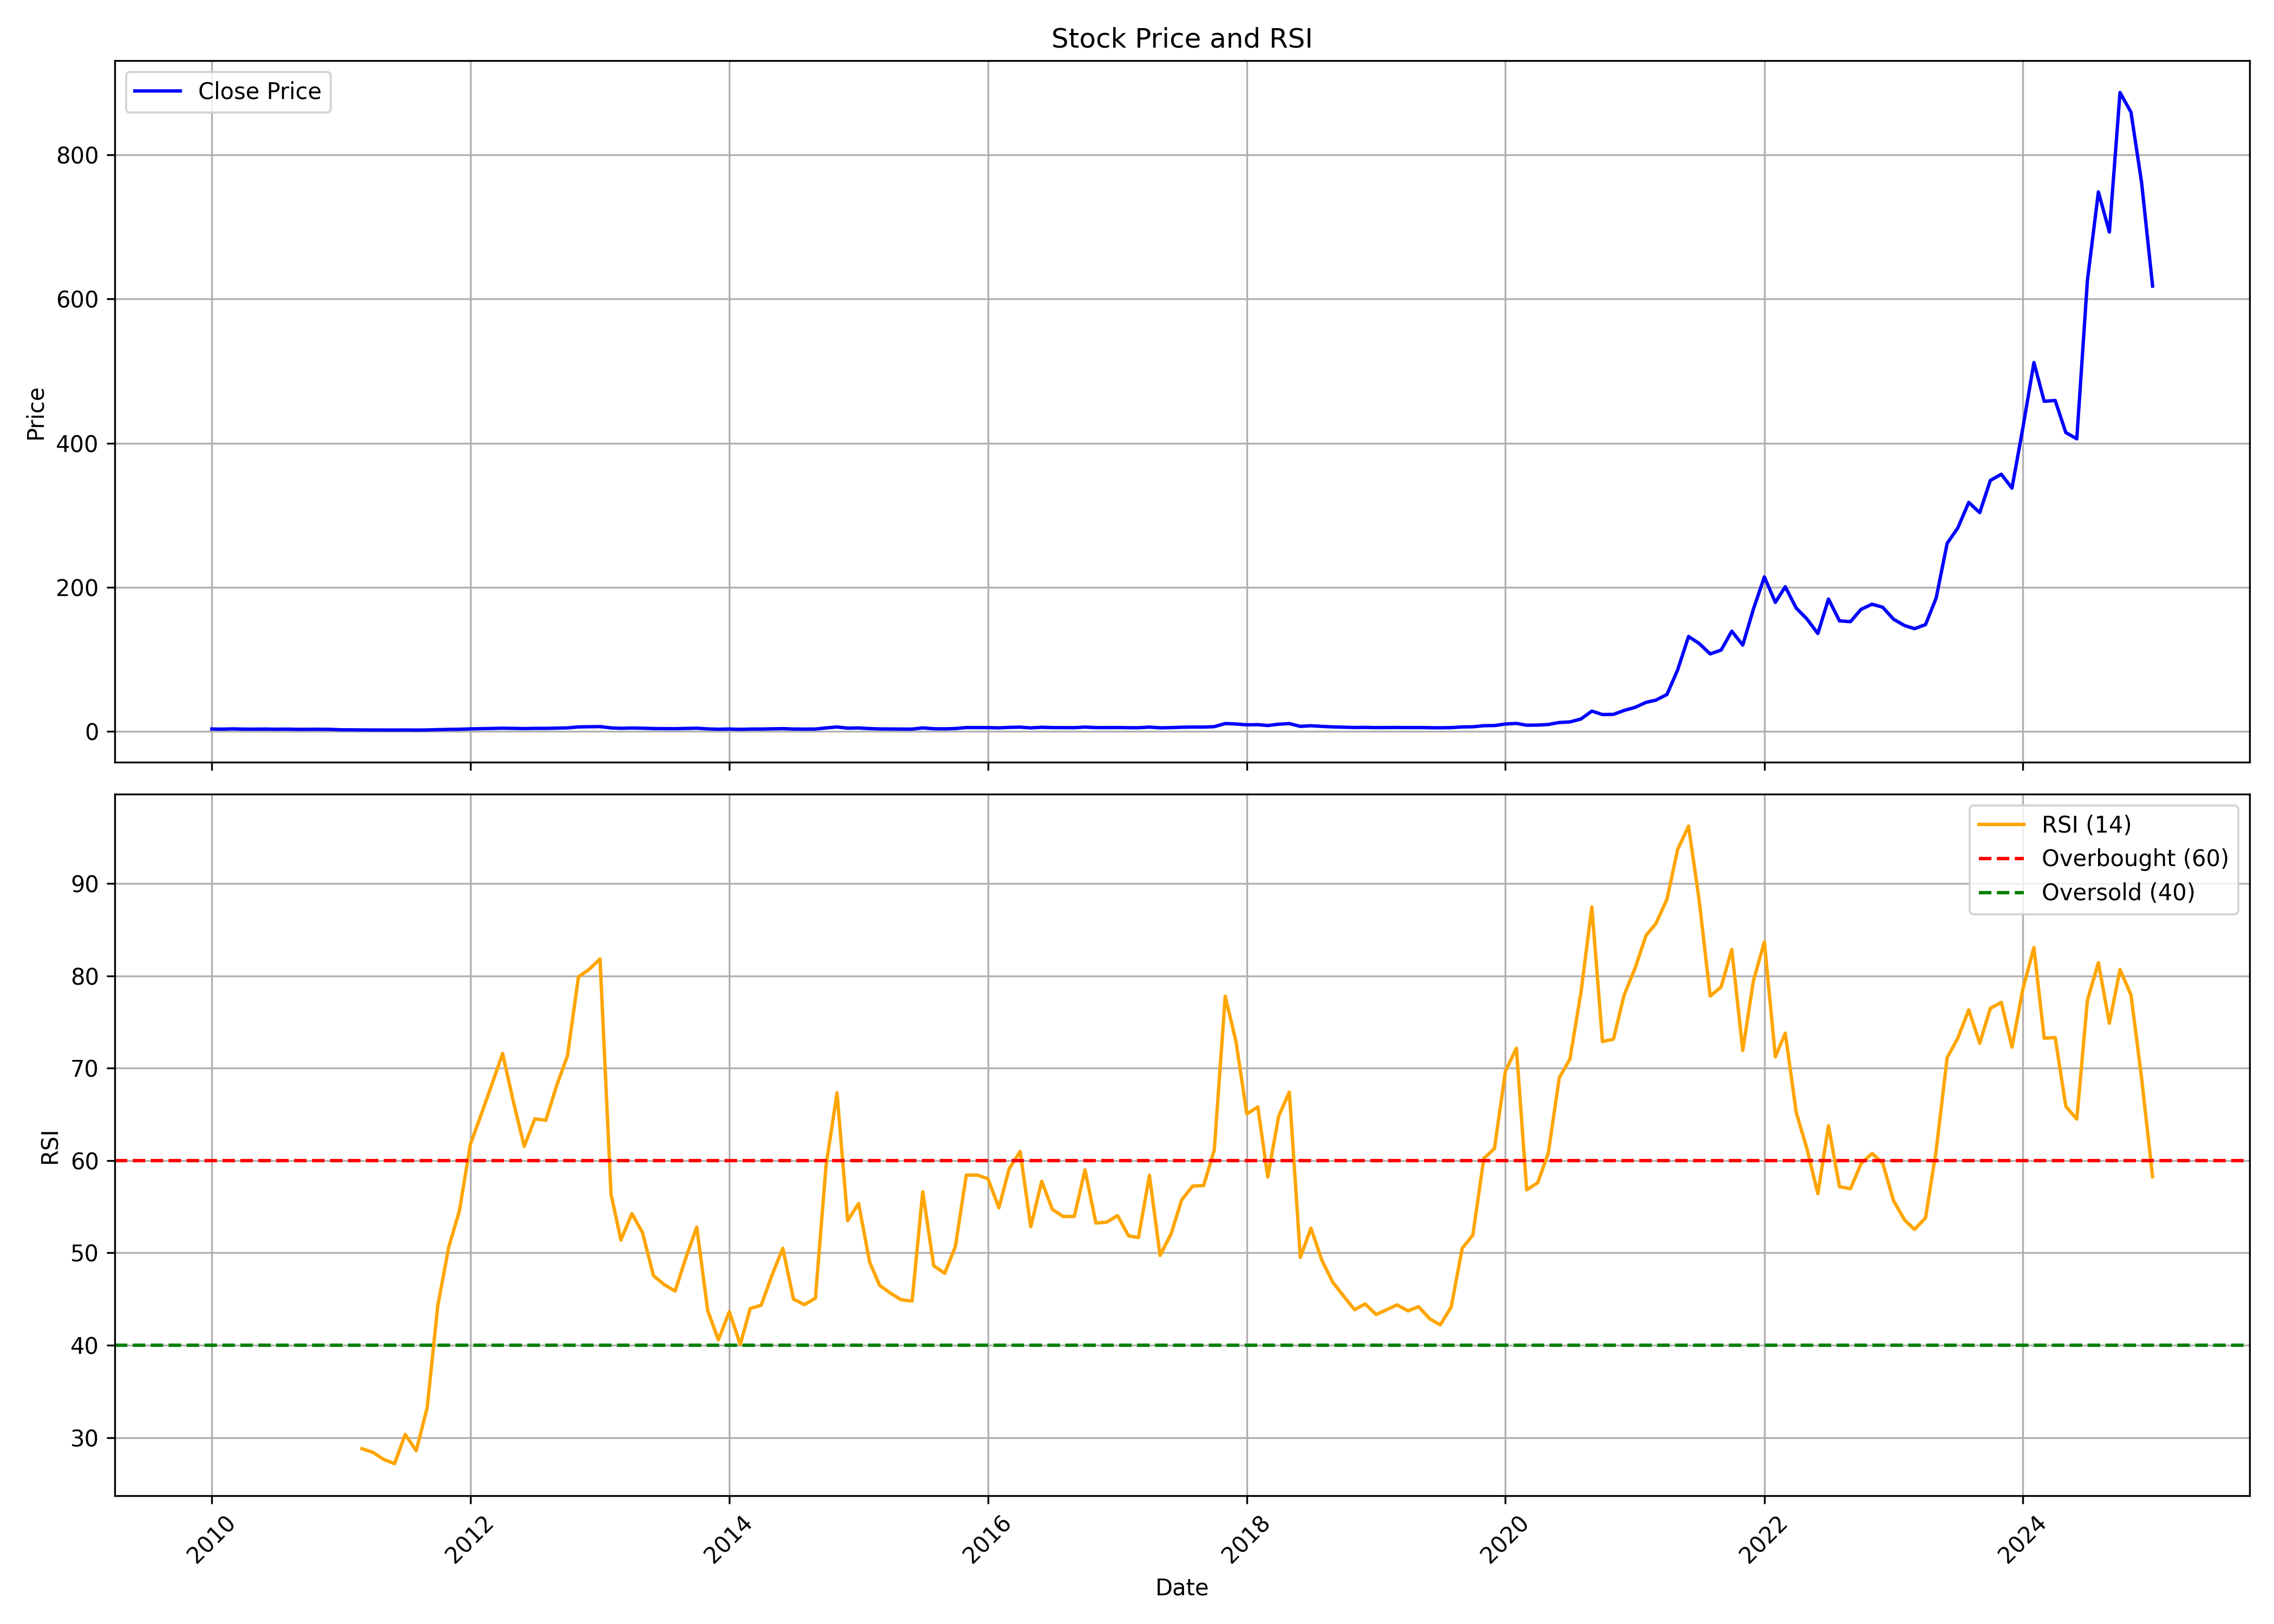 Stock Price and RSI
Close Price
800
600
400
200
0
Price
RSI (14)
Overbought (60)
Oversold (40)
90
80
70
60
50
40
30
RSI
2010
2012
2014
2016
2018
2020
2022
2024
Date